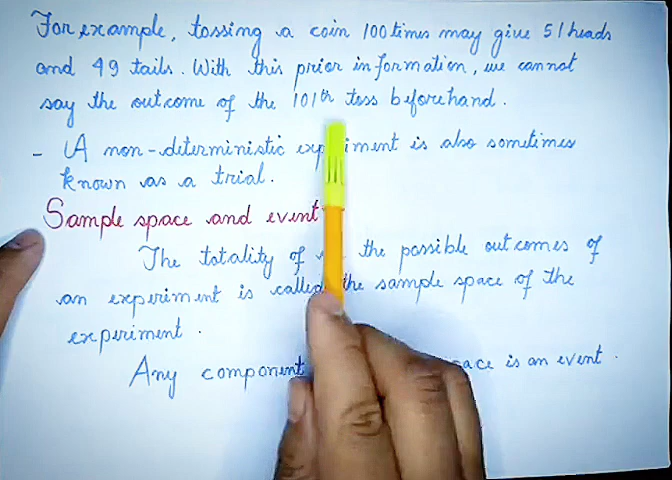 For example, tossing a coin 100 times may give 51 heads
and 49 tails. With this prior information, we cannot
say the outcome of the 101th toss beforehand.
- A non-deterministic experiment is also sometimes
known as a trial.
Sample space and event
The totality of the possible outcomes of
an experiment is called the sample space of the
experiment.
Any component is an event.